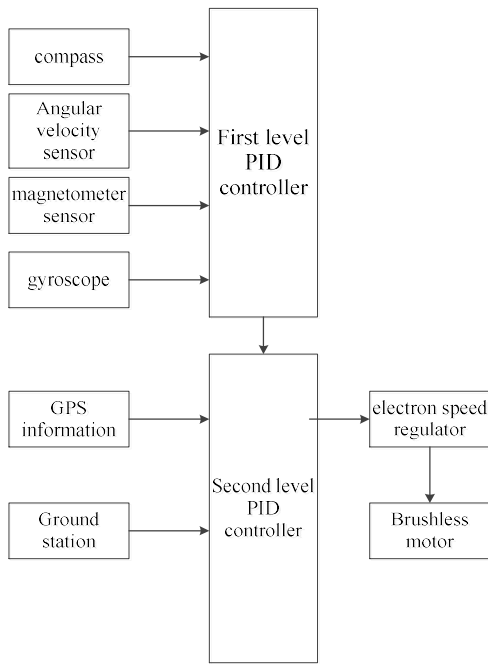 compass
Angular
velocity
sensor
magnetometer
sensor
gyroscope
First level
PID
controller
GPS
information
Ground
station
Second level
PID
controller
electron speed
regulator
Brushless
motor